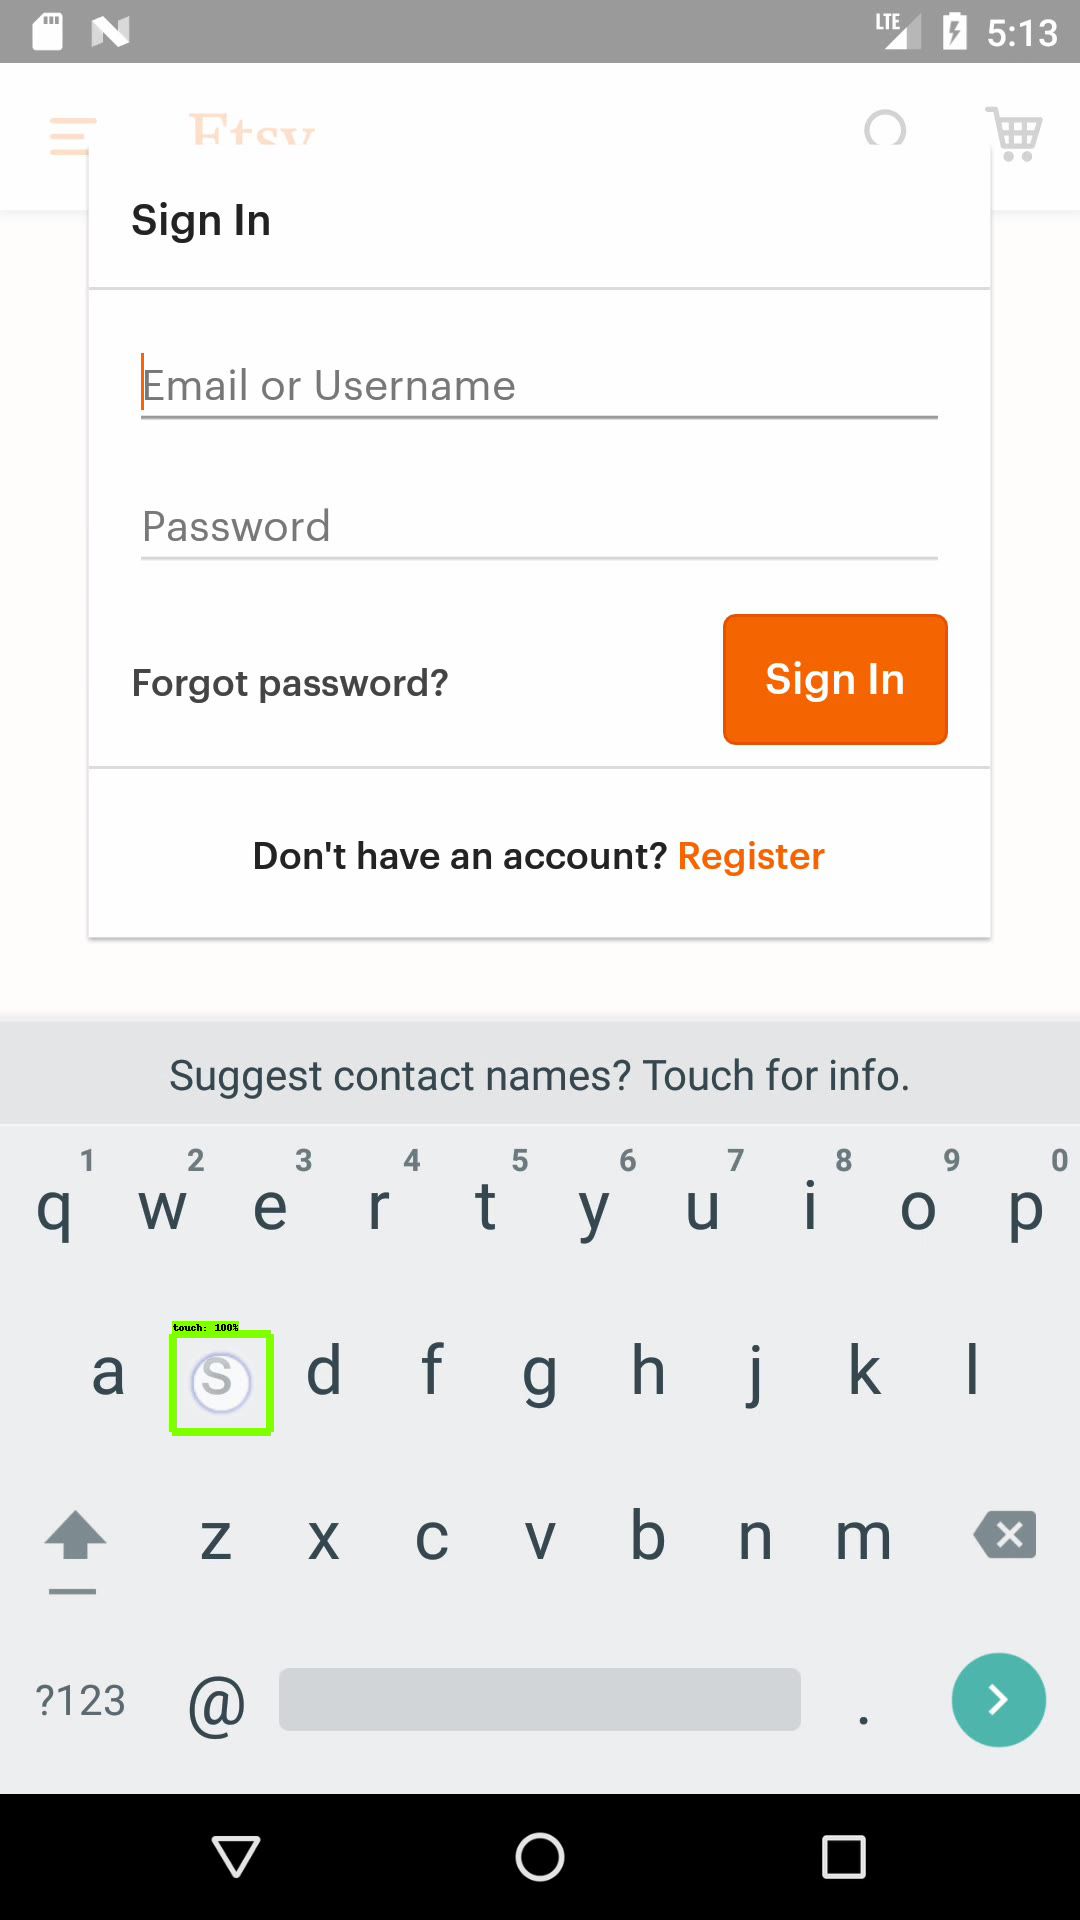 LTE 5:13
Etsy
Sign In
Email or Username
Password
Forgot password?
Sign In
Don't have an account? Register
Suggest contact names? Touch for info.
1 2 3 4 5 6 7 8 9 0
q w e r t y u i o p
touch: 100%
a s d f g h j k l
z x c v b n m
?123 @ .